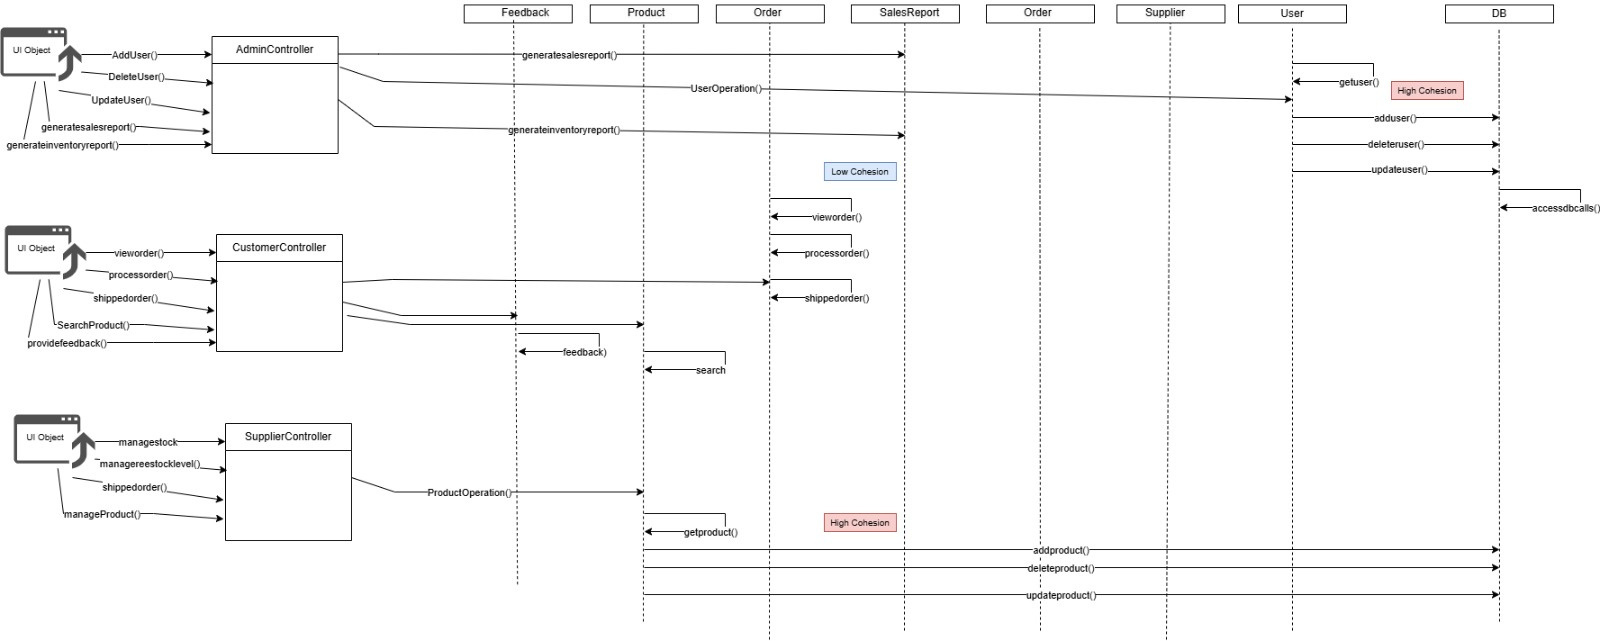 Feedback
Product
Order
SalesReport
Order
Supplier
User
DB
UI Object
AddUser()
DeleteUser()
UpdateUser()
generatesalesreport()
generateinventoryreport()
AdminController
generatesalesreport()
UserOperation()
generateinventoryreport()
getuser()
High Cohesion
adduser()
deleteruser()
updateuser()
accessdbcalls()
Low Cohesion
vieworder()
processorder()
shippedorder()
UI Object
vieworder()
processorder()
shippedorder()
SearchProduct()
providefeedback()
CustomerController
feedback)
search
UI Object
managestock
managereestocklevel()
shippedorder()
manageProduct()
SupplierController
ProductOperation()
getproduct()
High Cohesion
addproduct()
deleteproduct()
updateproduct()